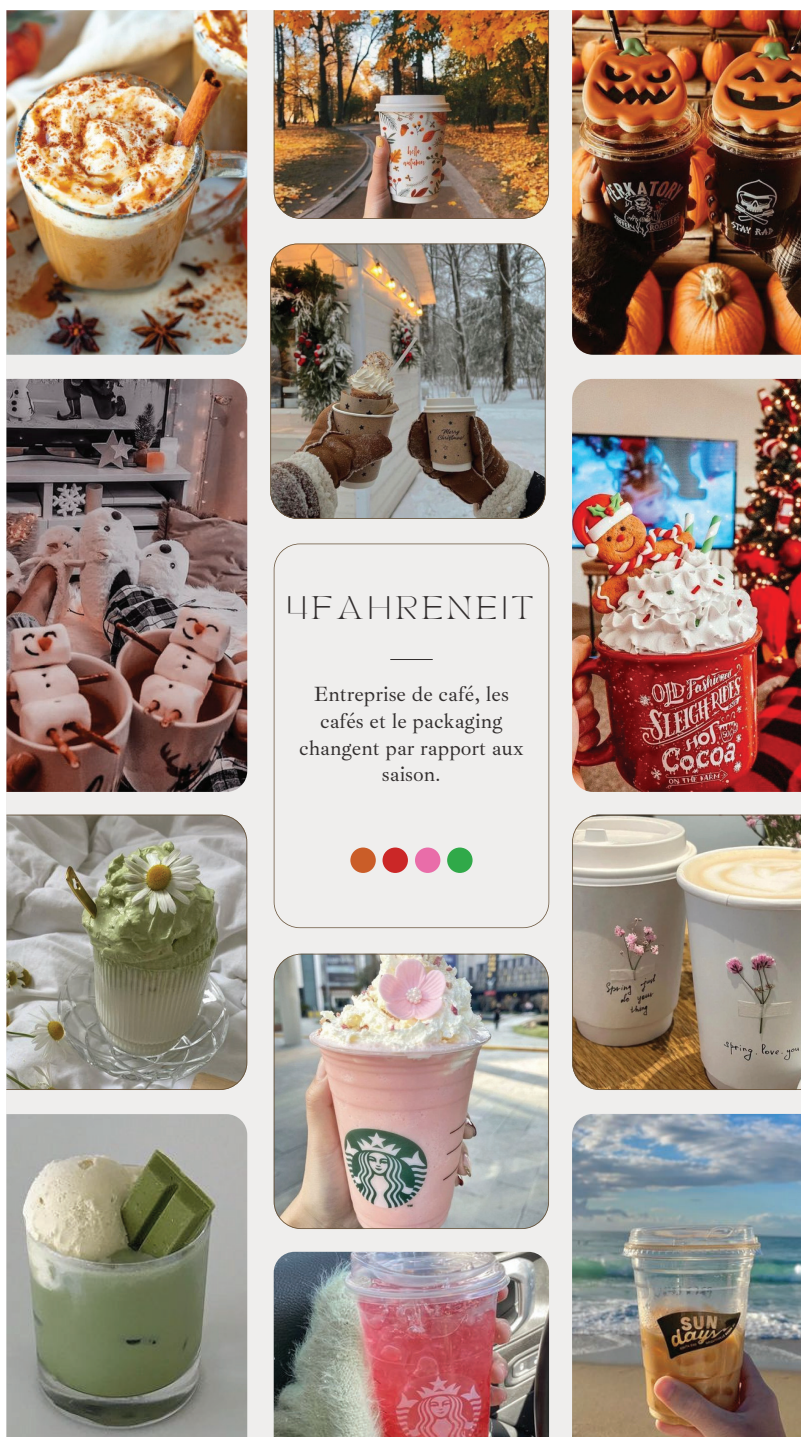 hello
autumn
PERKATORY
STAY RAD
Merry
Christmas
4FAHRENEIT
Entreprise de café, les
cafés et le packaging
changent par rapport aux
saison.
OLD Fashioned
SLEIGH RIDES
HOT
Cocoa
ON THE FARM
Spring just
do your
thing
spring. love. you
SUN
days